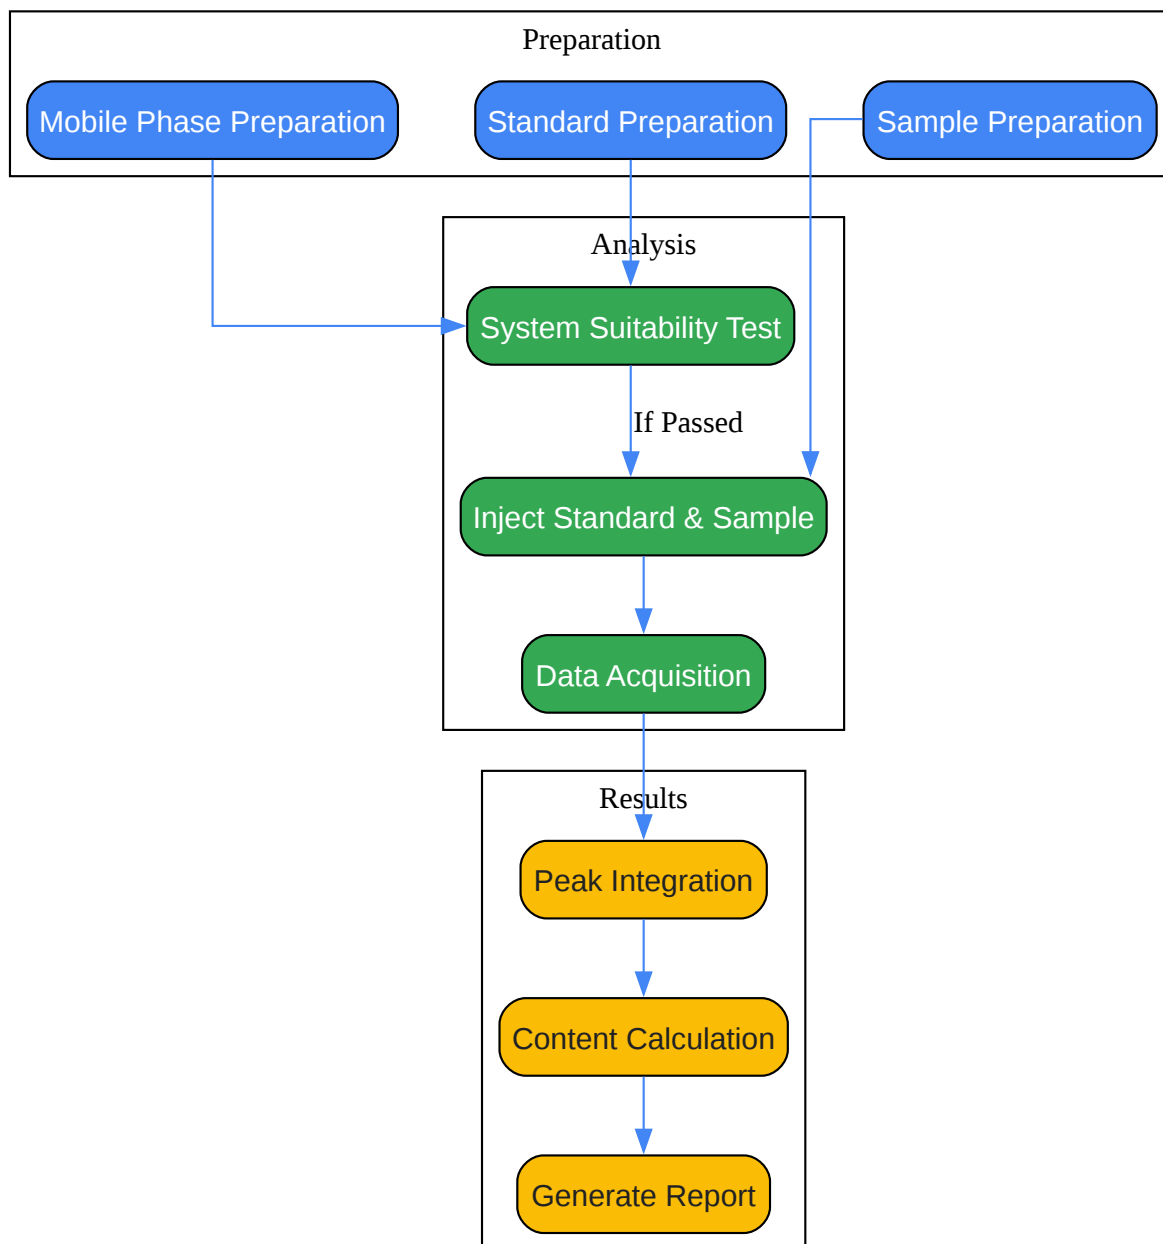 Preparation
Mobile Phase Preparation
Standard Preparation
Sample Preparation
Analysis
System Suitability Test
If Passed
Inject Standard & Sample
Data Acquisition
Results
Peak Integration
Content Calculation
Generate Report